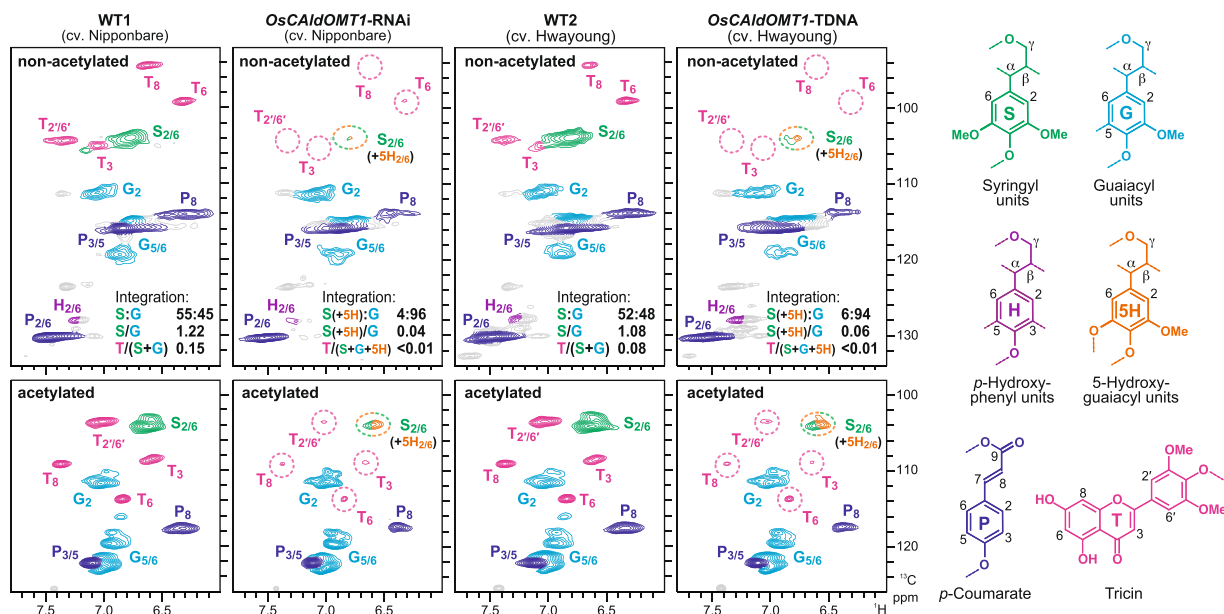 WT1
(cv. Nipponbare)
OsCAldOMT1-RNAi
(cv. Nipponbare)
WT2
(cv. Hwayoung)
OsCAldOMT1-TDNA
(cv. Hwayoung)
non-acetylated
T8
T6
T2'/6'
S2/6
T3
G2
P8
P3/5
G5/6
H2/6
P2/6
Integration:
S:G 55:45
S/G 1.22
T/(S+G) 0.15
non-acetylated
T8
T6
T2'/6'
S2/6
(+5H2/6)
T3
G2
P8
P3/5
G5/6
H2/6
P2/6
Integration:
S(+5H):G 4:96
S(+5H)/G 0.04
T/(S+G+5H) <0.01
non-acetylated
T8
T6
T2'/6'
S2/6
T3
G2
P8
P3/5
G5/6
H2/6
P2/6
Integration:
S:G 52:48
S/G 1.08
T/(S+G) 0.08
non-acetylated
T8
T6
T2'/6'
S2/6
(+5H2/6)
T3
G2
P8
P3/5
G5/6
H2/6
P2/6
Integration:
S(+5H):G 6:94
S(+5H)/G 0.06
T/(S+G+5H) <0.01
100
110
120
130
acetylated
T2'/6'
S2/6
T8
T3
G2
T6
P8
P3/5
G5/6
acetylated
T2'/6'
S2/6
(+5H2/6)
T8
T3
G2
T6
P8
P3/5
G5/6
acetylated
T2'/6'
S2/6
T8
T3
G2
T6
P8
P3/5
G5/6
acetylated
T2'/6'
S2/6
(+5H2/6)
T8
T3
G2
T6
P8
P3/5
G5/6
100
110
120
13C
ppm
7.5 7.0 6.5
7.5 7.0 6.5
7.5 7.0 6.5
7.5 7.0 6.5
1H
O
γ
α
β
6
2
S
MeO
OMe
O
Syringyl
units
O
γ
α
β
6
2
G
5
OMe
O
Guaiacyl
units
O
γ
α
β
6
2
H
5
3
O
p-Hydroxy-
phenyl units
O
γ
α
β
6
2
5H
O
OMe
O
5-Hydroxy-
guaiacyl units
O
O
9
7
8
6
2
P
5
3
O
p-Coumarate
OMe
2'
O
8
HO
O
OMe
T
6'
6
3
OH
O
Tricin